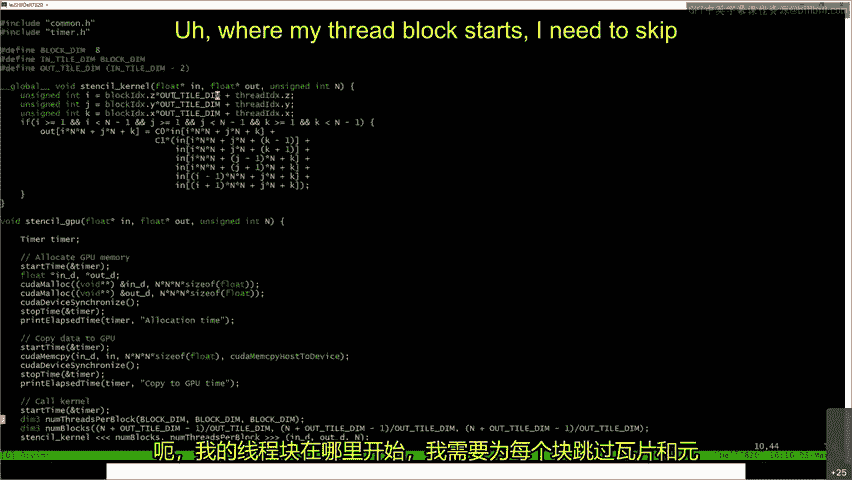 Uh, where my thread block starts, I need to skip
#include "common.h"
#include "timer.h"
#define BLOCK_DIM 8
#define IN_TILE_DIM BLOCK_DIM
#define OUT_TILE_DIM (IN_TILE_DIM - 2)
__global__ void stencil_kernel(float* in, float* out, unsigned int N) {
unsigned int i = blockIdx.z*OUT_TILE_DIM + threadIdx.z;
unsigned int j = blockIdx.y*OUT_TILE_DIM + threadIdx.y;
unsigned int k = blockIdx.x*OUT_TILE_DIM + threadIdx.x;
if(i >= 1 && i < N - 1 && j >= 1 && j < N - 1 && k >= 1 && k < N - 1) {
out[i*N*N + j*N + k] = C0*in[i*N*N + j*N + k] +
C1*(in[i*N*N + j*N + (k - 1)] +
in[i*N*N + j*N + (k + 1)] +
in[i*N*N + (j - 1)*N + k] +
in[i*N*N + (j + 1)*N + k] +
in[(i - 1)*N*N + j*N + k] +
in[(i + 1)*N*N + j*N + k]);
}
}
void stencil_gpu(float* in, float* out, unsigned int N) {
Timer timer;
// Allocate GPU memory
startTime(&timer);
float *in_d, *out_d;
cudaMalloc((void**) &in_d, N*N*N*sizeof(float));
cudaMalloc((void**) &out_d, N*N*N*sizeof(float));
cudaDeviceSynchronize();
stopTime(&timer);
printElapsedTime(timer, "Allocation time");
// Copy data to GPU
startTime(&timer);
cudaMemcpy(in_d, in, N*N*N*sizeof(float), cudaMemcpyHostToDevice);
cudaDeviceSynchronize();
stopTime(&timer);
printElapsedTime(timer, "Copy to GPU time");
// Call kernel
startTime(&timer);
dim3 numThreadsPerBlock(BLOCK_DIM, BLOCK_DIM, BLOCK_DIM);
dim3 numBlocks((N + OUT_TILE_DIM - 1)/OUT_TILE_DIM, (N + OUT_TILE_DIM - 1)/OUT_TILE_DIM, (N + OUT_TILE_DIM - 1)/OUT_TILE_DIM);
stencil_kernel <<< numBlocks, numThreadsPerBlock >>> (in_d, out_d, N);
10,44
呃，我的线程块在哪里开始，我需要为每个块跳过瓦片和元
+25